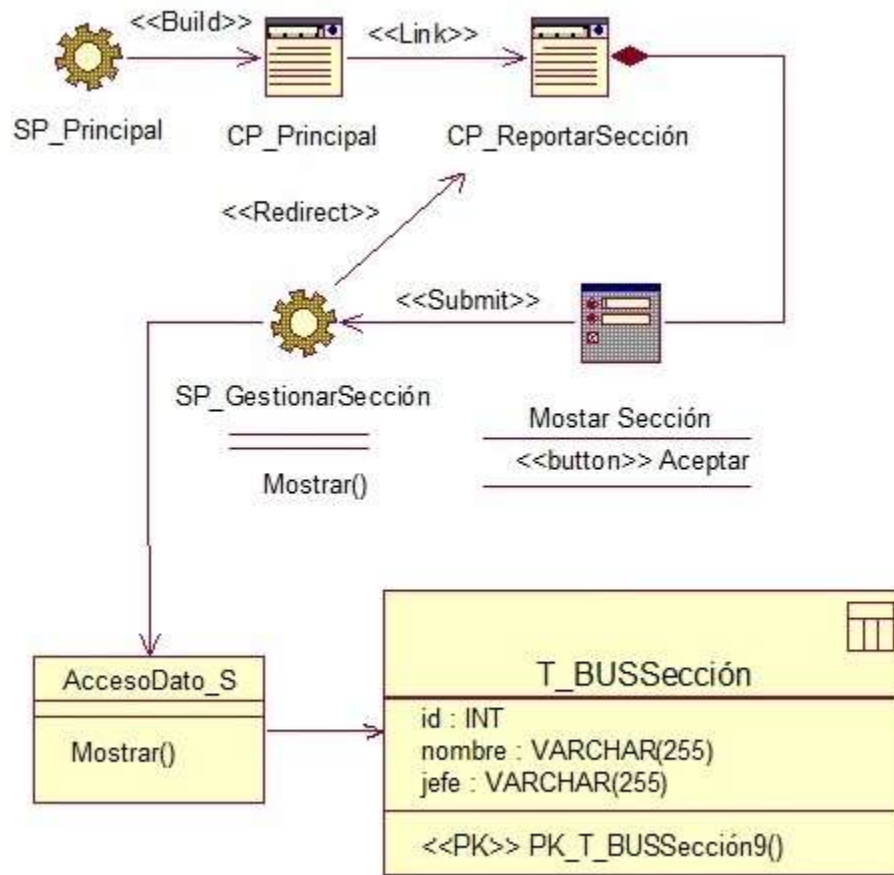 <<Build>>
<<Link>>
SP_Principal
CP_Principal
CP_ReportarSección
<<Redirect>>
<<Submit>>
SP_GestionarSección
Mostrar()
Mostar Sección
<<button>> Aceptar
AccesoDato_S
Mostrar()
T_BUSSección
id : INT
nombre : VARCHAR(255)
jefe : VARCHAR(255)
<<PK>> PK_T_BUSSección9()